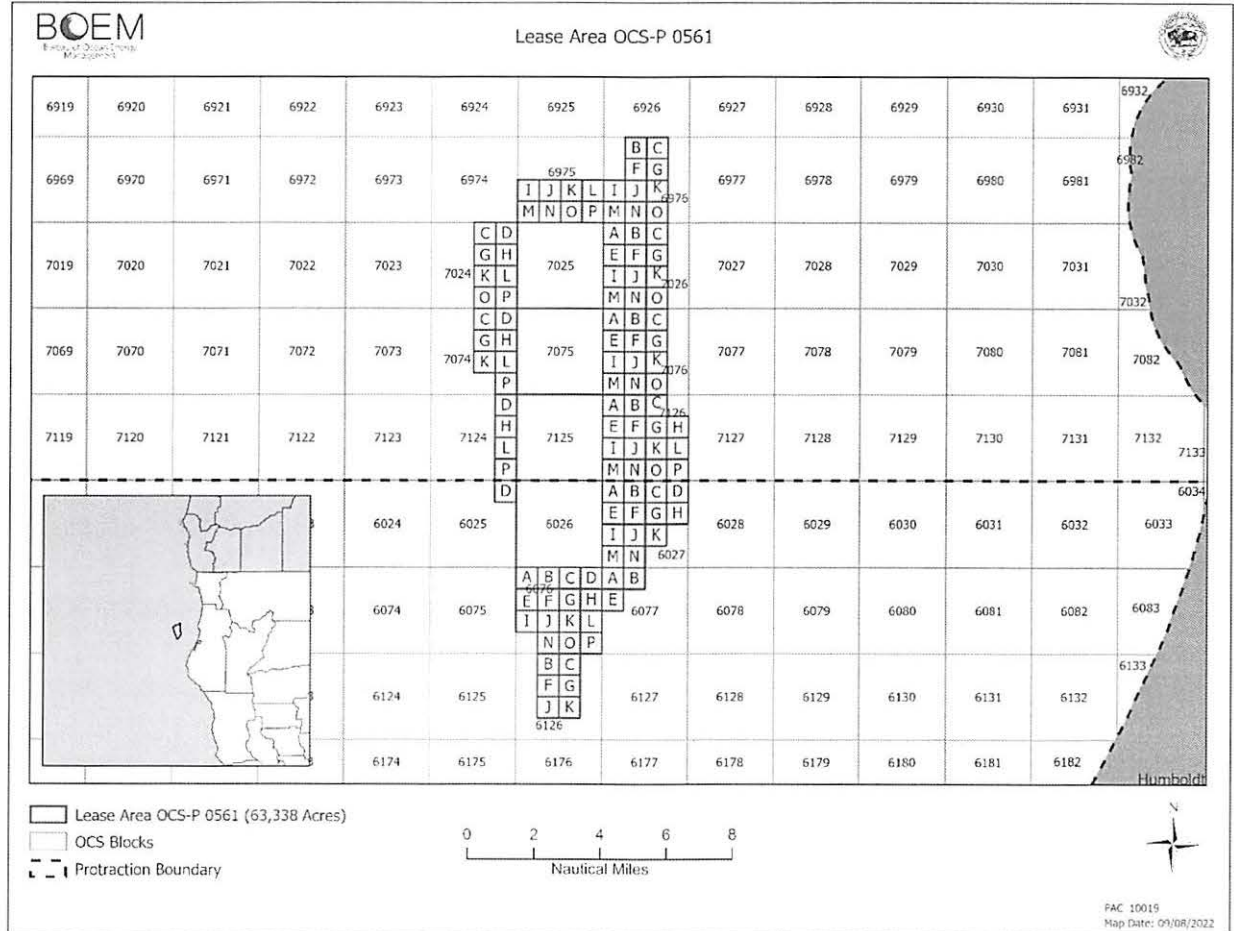 BOEM
Bureau of Ocean Energy
Management
Lease Area OCS-P 0561
6919 6920 6921 6922 6923 6924 6925 6926 6927 6928 6929 6930 6931 6932
B C
F G
6969 6970 6971 6972 6973 6974 6975 6977 6978 6979 6980 6981 6982
I J K L I J K 6976
M N O P M N O
C D A B C
G H E F G
7019 7020 7021 7022 7023 7024 7025 7026 7027 7028 7029 7030 7031 7032
K L I J K
O P M N O
C D A B C
G H E F G
7069 7070 7071 7072 7073 7074 7075 7076 7077 7078 7079 7080 7081 7082
K L I J K
P M N O
D A B C 7126
H E F G H
7119 7120 7121 7122 7123 7124 7125 7127 7128 7129 7130 7131 7132 7133
L I J K L
P M N O P
D A B C D 6034
E F G H
6024 6025 6026 6028 6029 6030 6031 6032 6033
I J K
M N 6027
A B C D A B
6076
E F G H E
6074 6075 6077 6078 6079 6080 6081 6082 6083
I J K L
N O P
B C 6133
F G
6124 6125 6127 6128 6129 6130 6131 6132
J K
6126
6174 6175 6176 6177 6178 6179 6180 6181 6182
Humboldt
Lease Area OCS-P 0561 (63,338 Acres)
OCS Blocks
Protraction Boundary
0 2 4 6 8
Nautical Miles
N
PAC 10019
Map Date: 09/08/2022